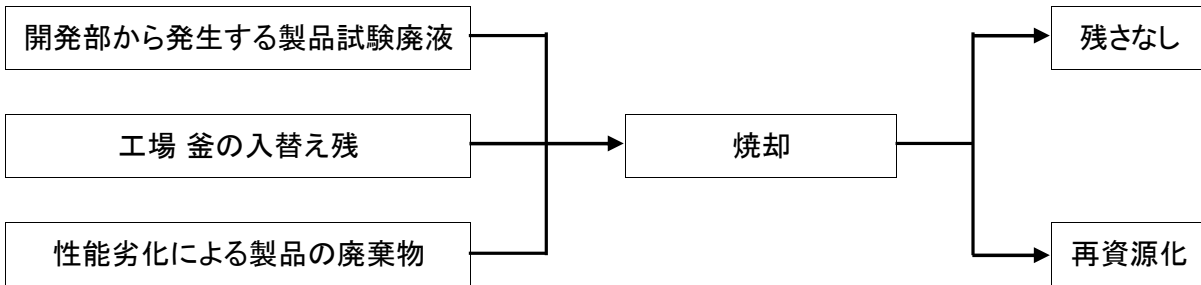 開発部から発生する製品試験廃液
工場 釜の入替え残
性能劣化による製品の廃棄物
焼却
残さなし
再資源化